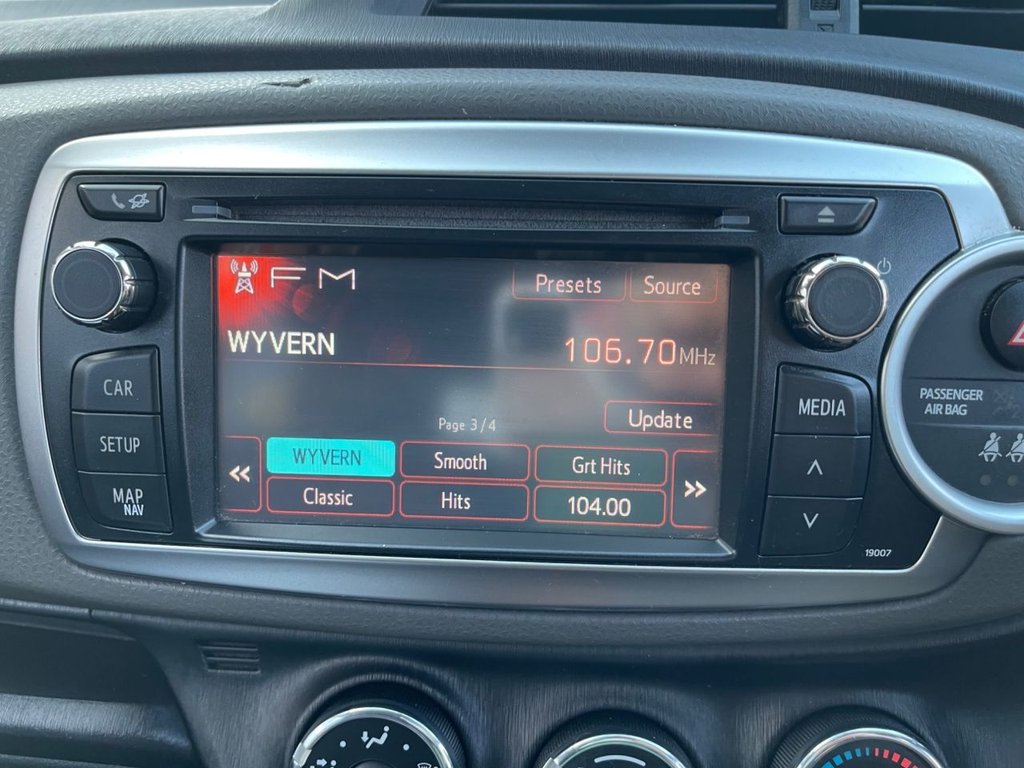 FM
Presets Source
WYVERN
106.70MHz
Update
Page 3/4
<< WYVERN Smooth Grt Hits >>
Classic Hits 104.00
CAR
SETUP
MAP
NAV
MEDIA
19007
PASSENGER
AIR BAG